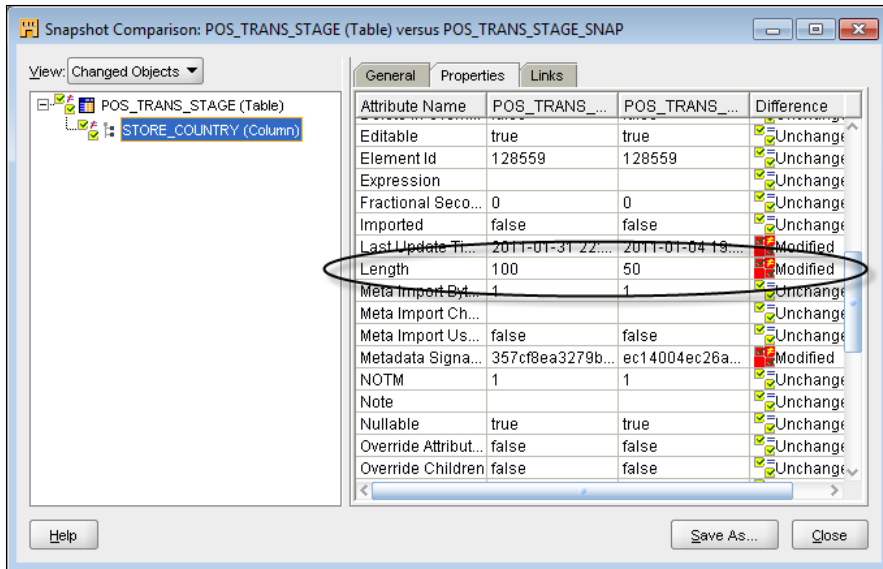 Snapshot Comparison: POS_TRANS_STAGE (Table) versus POS_TRANS_STAGE_SNAP
View: Changed Objects
POS_TRANS_STAGE (Table)
STORE_COUNTRY (Column)
General Properties Links
Attribute Name POS_TRANS_... POS_TRANS_... Difference
Editable true true Unchange
Element Id 128559 128559 Unchange
Expression Unchange
Fractional Seco... 0 0 Unchange
Imported false false Unchange
Last Update Ti... 2011-01-31 22:... 2011-01-04 19:... Modified
Length 100 50 Modified
Meta Import Byt... 1 1 Unchange
Meta Import Ch... Unchange
Meta Import Us... false false Unchange
Metadata Signa... 357cf8ea3279b... ec14004ec26a... Modified
NOTM 1 1 Unchange
Note Unchange
Nullable true true Unchange
Override Attribut... false false Unchange
Override Children false false Unchange
Help Save As... Close